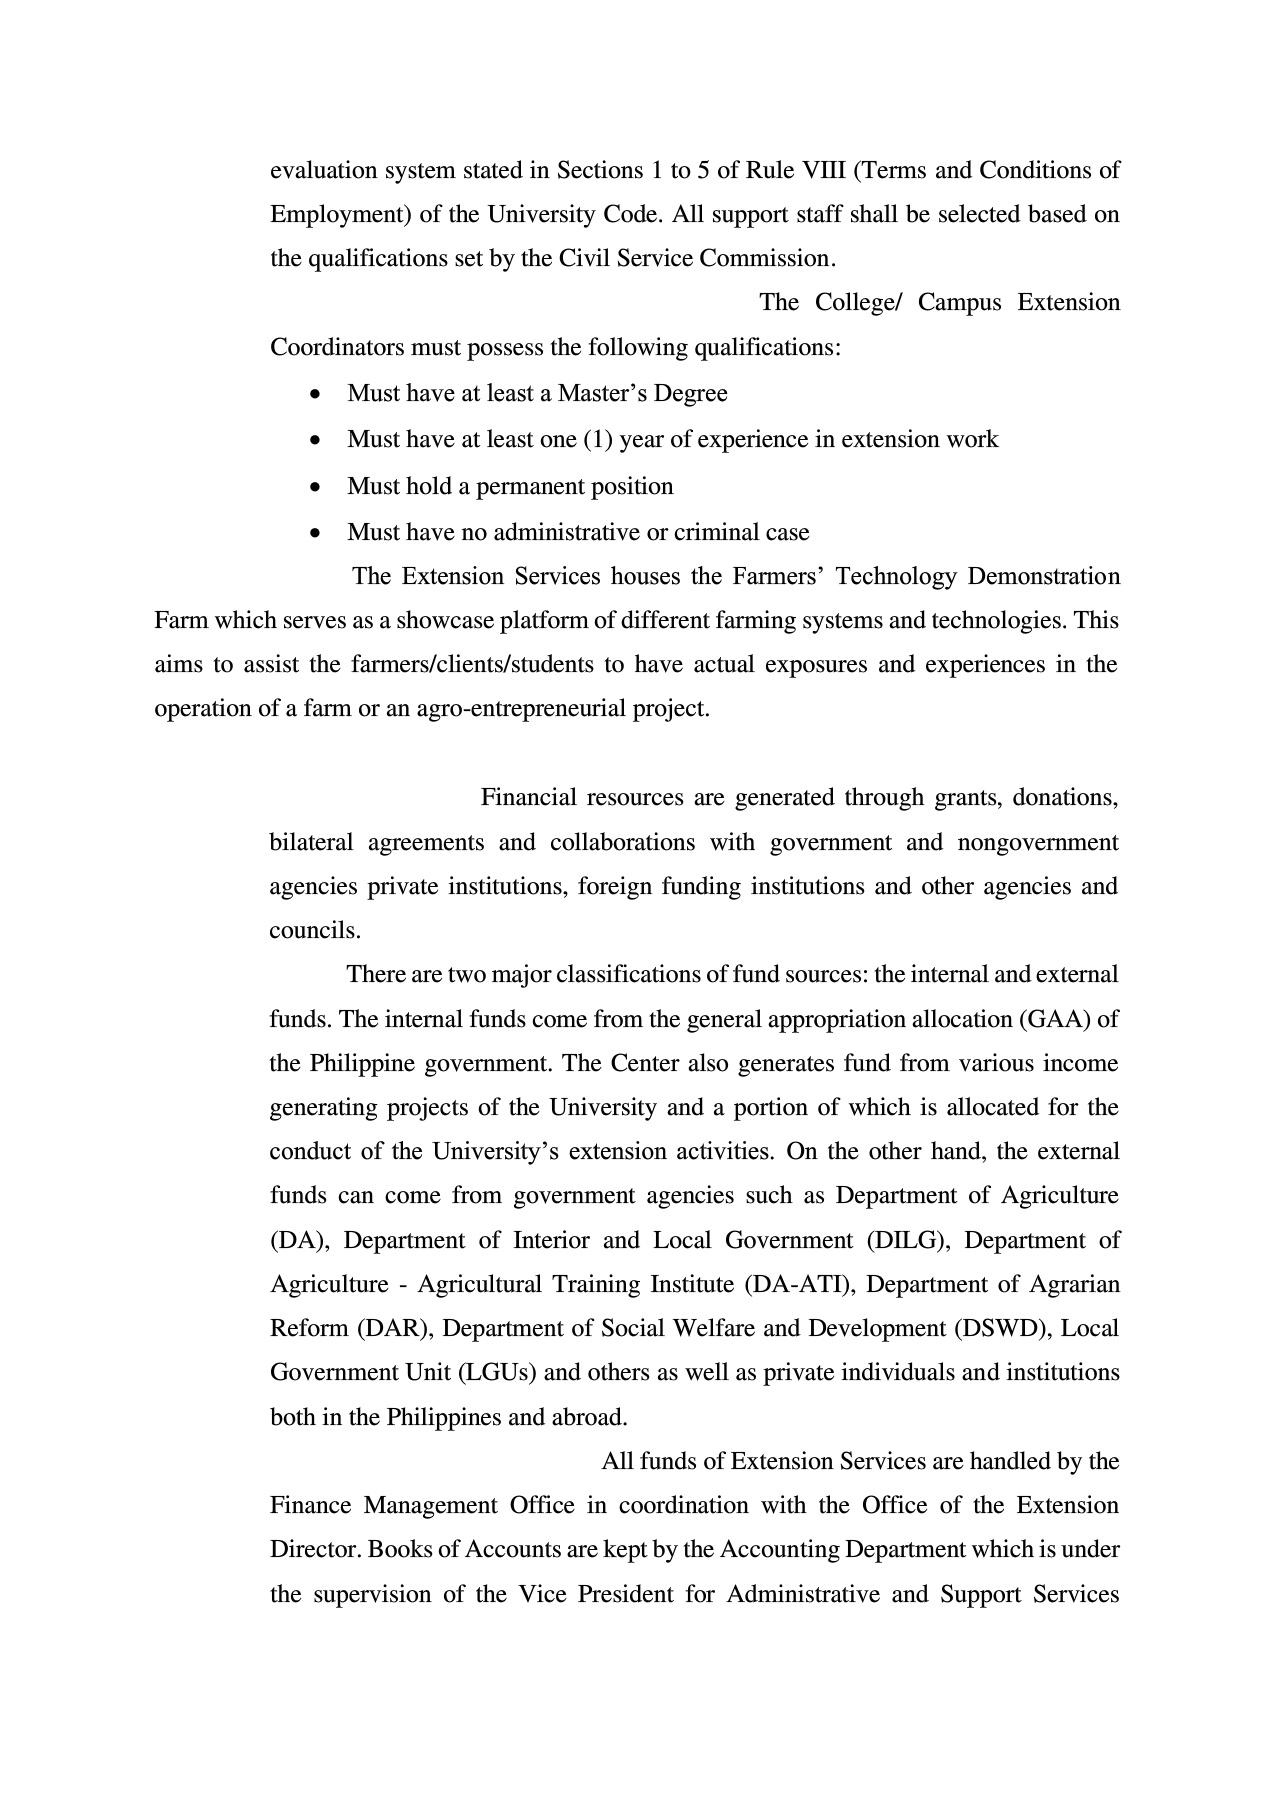 evaluation system stated in Sections 1 to 5 of Rule VIII (Terms and Conditions of
Employment) of the University Code. All support staff shall be selected based on
the qualifications set by the Civil Service Commission.
The College/ Campus Extension
Coordinators must possess the following qualifications:
• Must have at least a Master’s Degree
• Must have at least one (1) year of experience in extension work
• Must hold a permanent position
• Must have no administrative or criminal case
The Extension Services houses the Farmers’ Technology Demonstration
Farm which serves as a showcase platform of different farming systems and technologies. This
aims to assist the farmers/clients/students to have actual exposures and experiences in the
operation of a farm or an agro-entrepreneurial project.
Financial resources are generated through grants, donations,
bilateral agreements and collaborations with government and nongovernment
agencies private institutions, foreign funding institutions and other agencies and
councils.
There are two major classifications of fund sources: the internal and external
funds. The internal funds come from the general appropriation allocation (GAA) of
the Philippine government. The Center also generates fund from various income
generating projects of the University and a portion of which is allocated for the
conduct of the University’s extension activities. On the other hand, the external
funds can come from government agencies such as Department of Agriculture
(DA), Department of Interior and Local Government (DILG), Department of
Agriculture - Agricultural Training Institute (DA-ATI), Department of Agrarian
Reform (DAR), Department of Social Welfare and Development (DSWD), Local
Government Unit (LGUs) and others as well as private individuals and institutions
both in the Philippines and abroad.
All funds of Extension Services are handled by the
Finance Management Office in coordination with the Office of the Extension
Director. Books of Accounts are kept by the Accounting Department which is under
the supervision of the Vice President for Administrative and Support Services